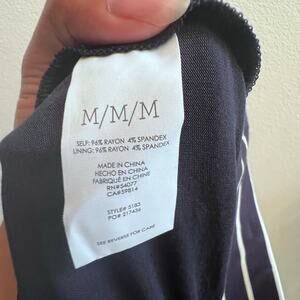 M/M/M
SELF: 96% RAYON 4% SPANDEX
LINING: 96% RAYON 4% SPANDEX
MADE IN CHINA
HECHO EN CHINA
FABRIQUÉ EN CHINE
RN#54077
CA#59814
STYLE# 5183
PO# 217436
SEE REVERSE FOR CARE